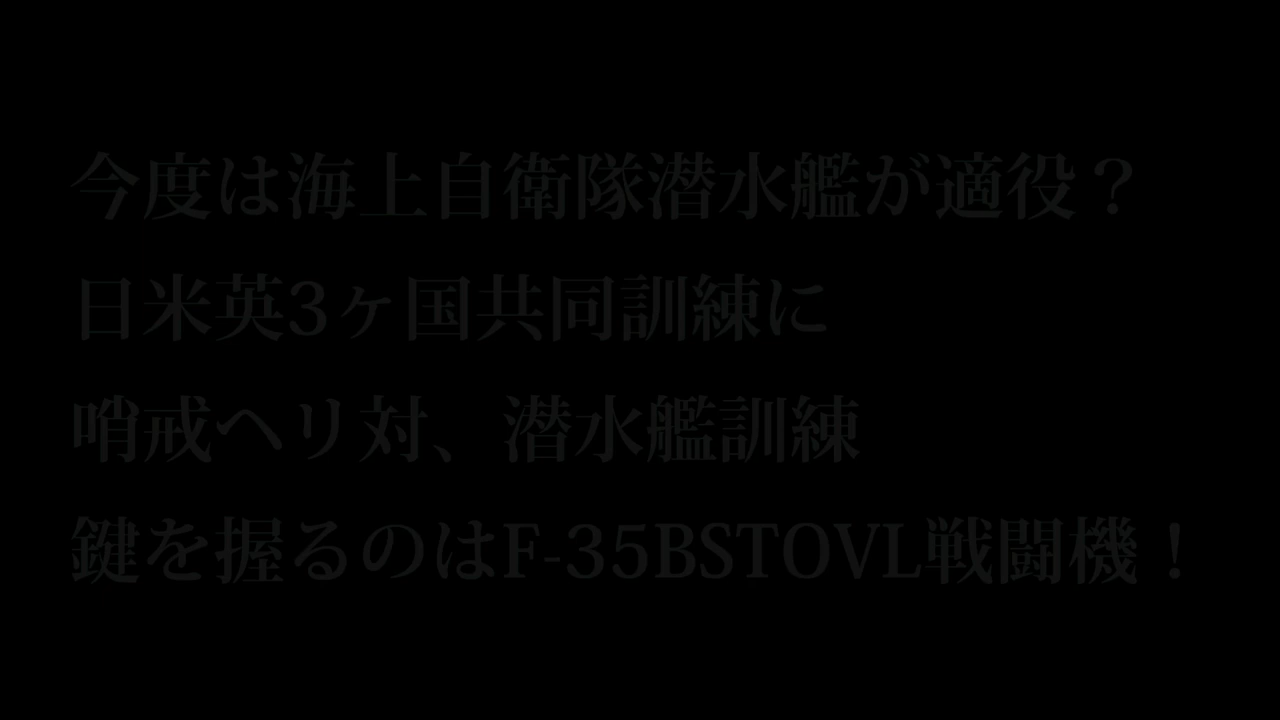 今度は海上自衛隊潜水艦が適役？
日米英3ヶ国共同訓練に
哨戒ヘリ対、潜水艦訓練
鍵を握るのはF-35BSTOVL戦闘機！